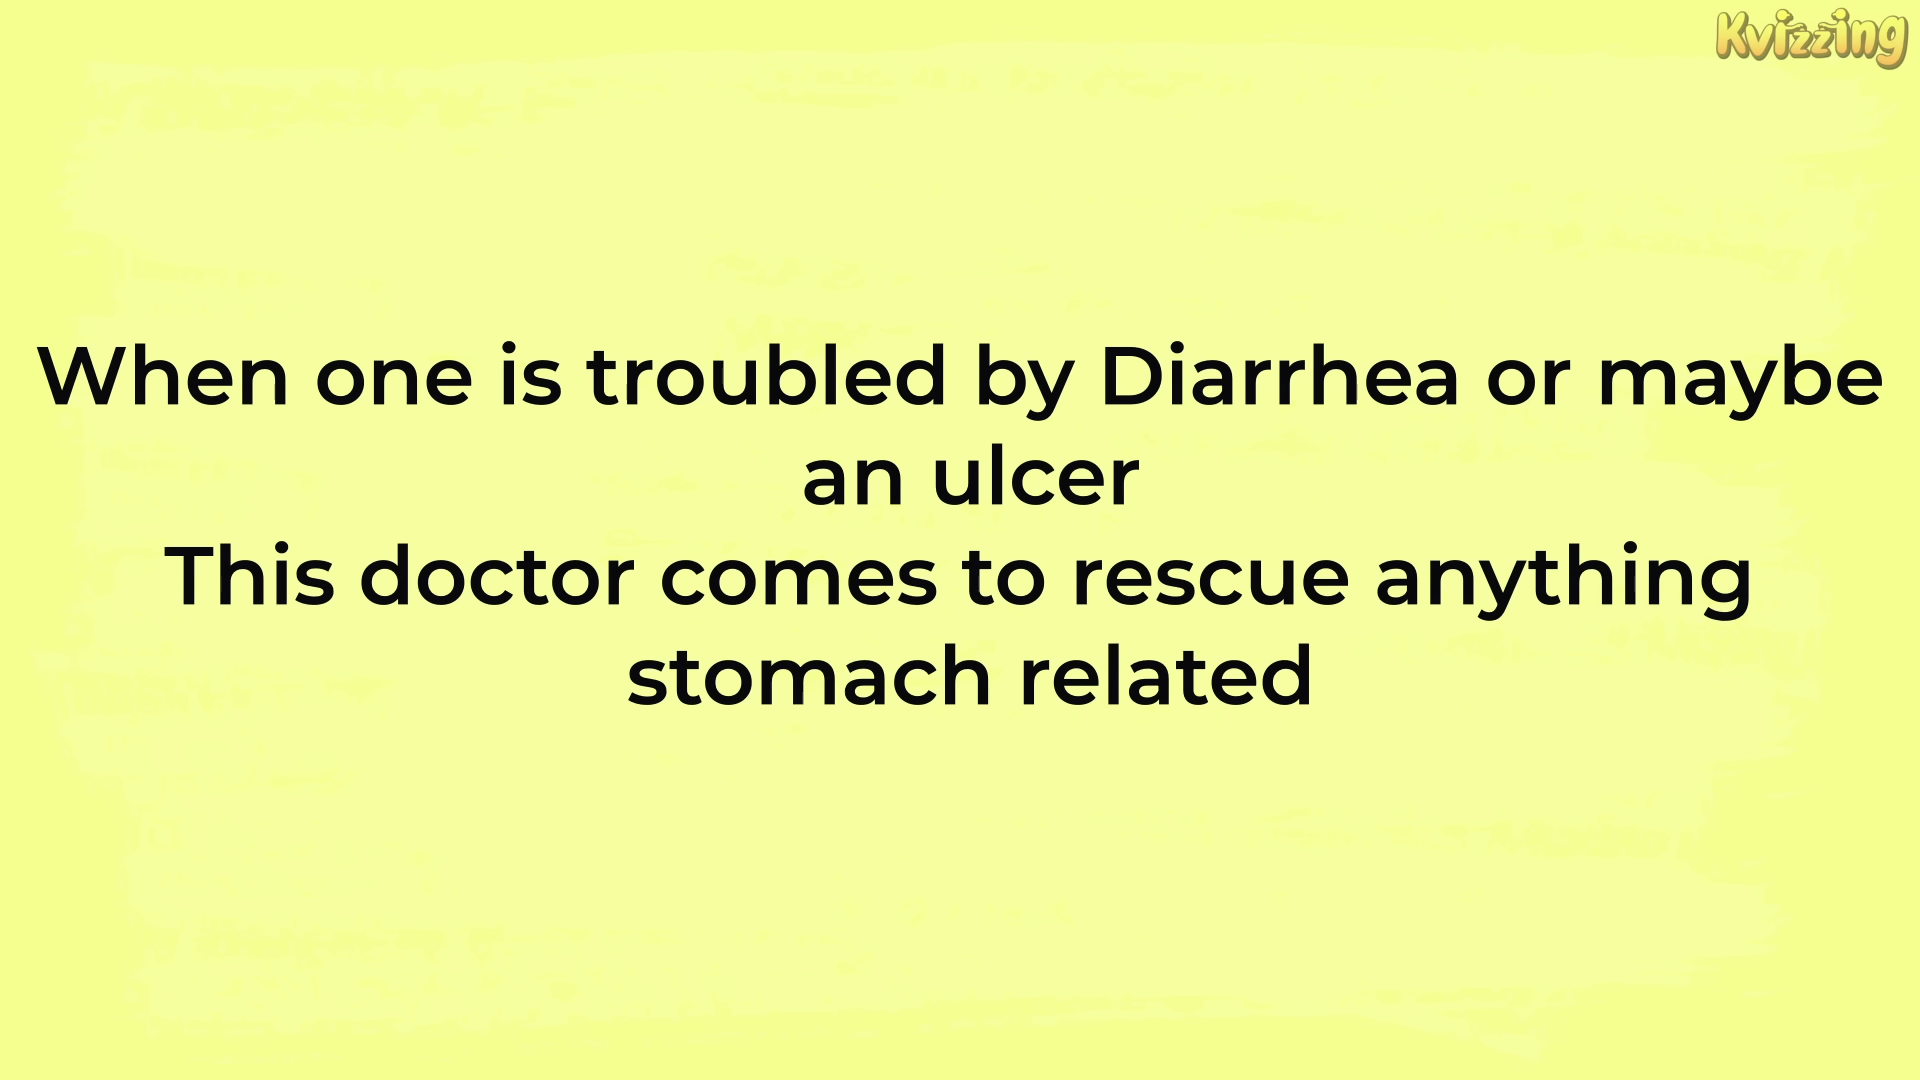 Kvizzing
When one is troubled by Diarrhea or maybe
an ulcer
This doctor comes to rescue anything
stomach related